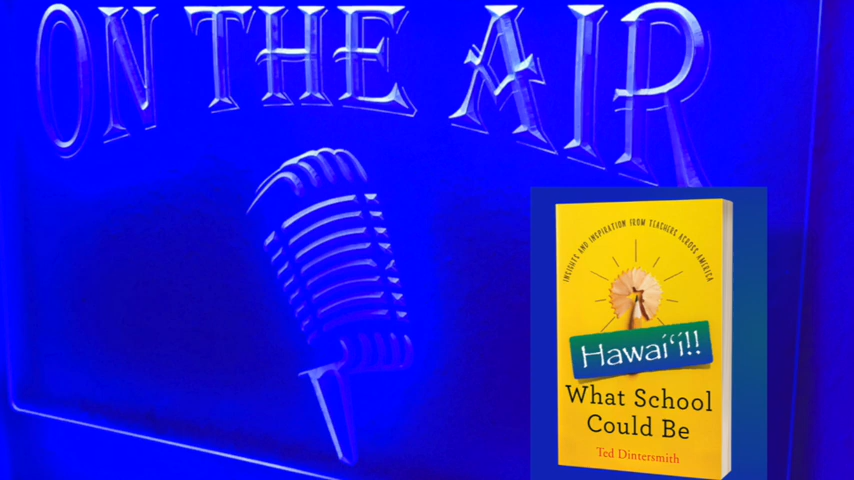 ON THE AIR
INSIGHTS AND INSPIRATION FROM TEACHERS ACROSS AMERICA
Hawai‘i!!
What School
Could Be
Ted Dintersmith